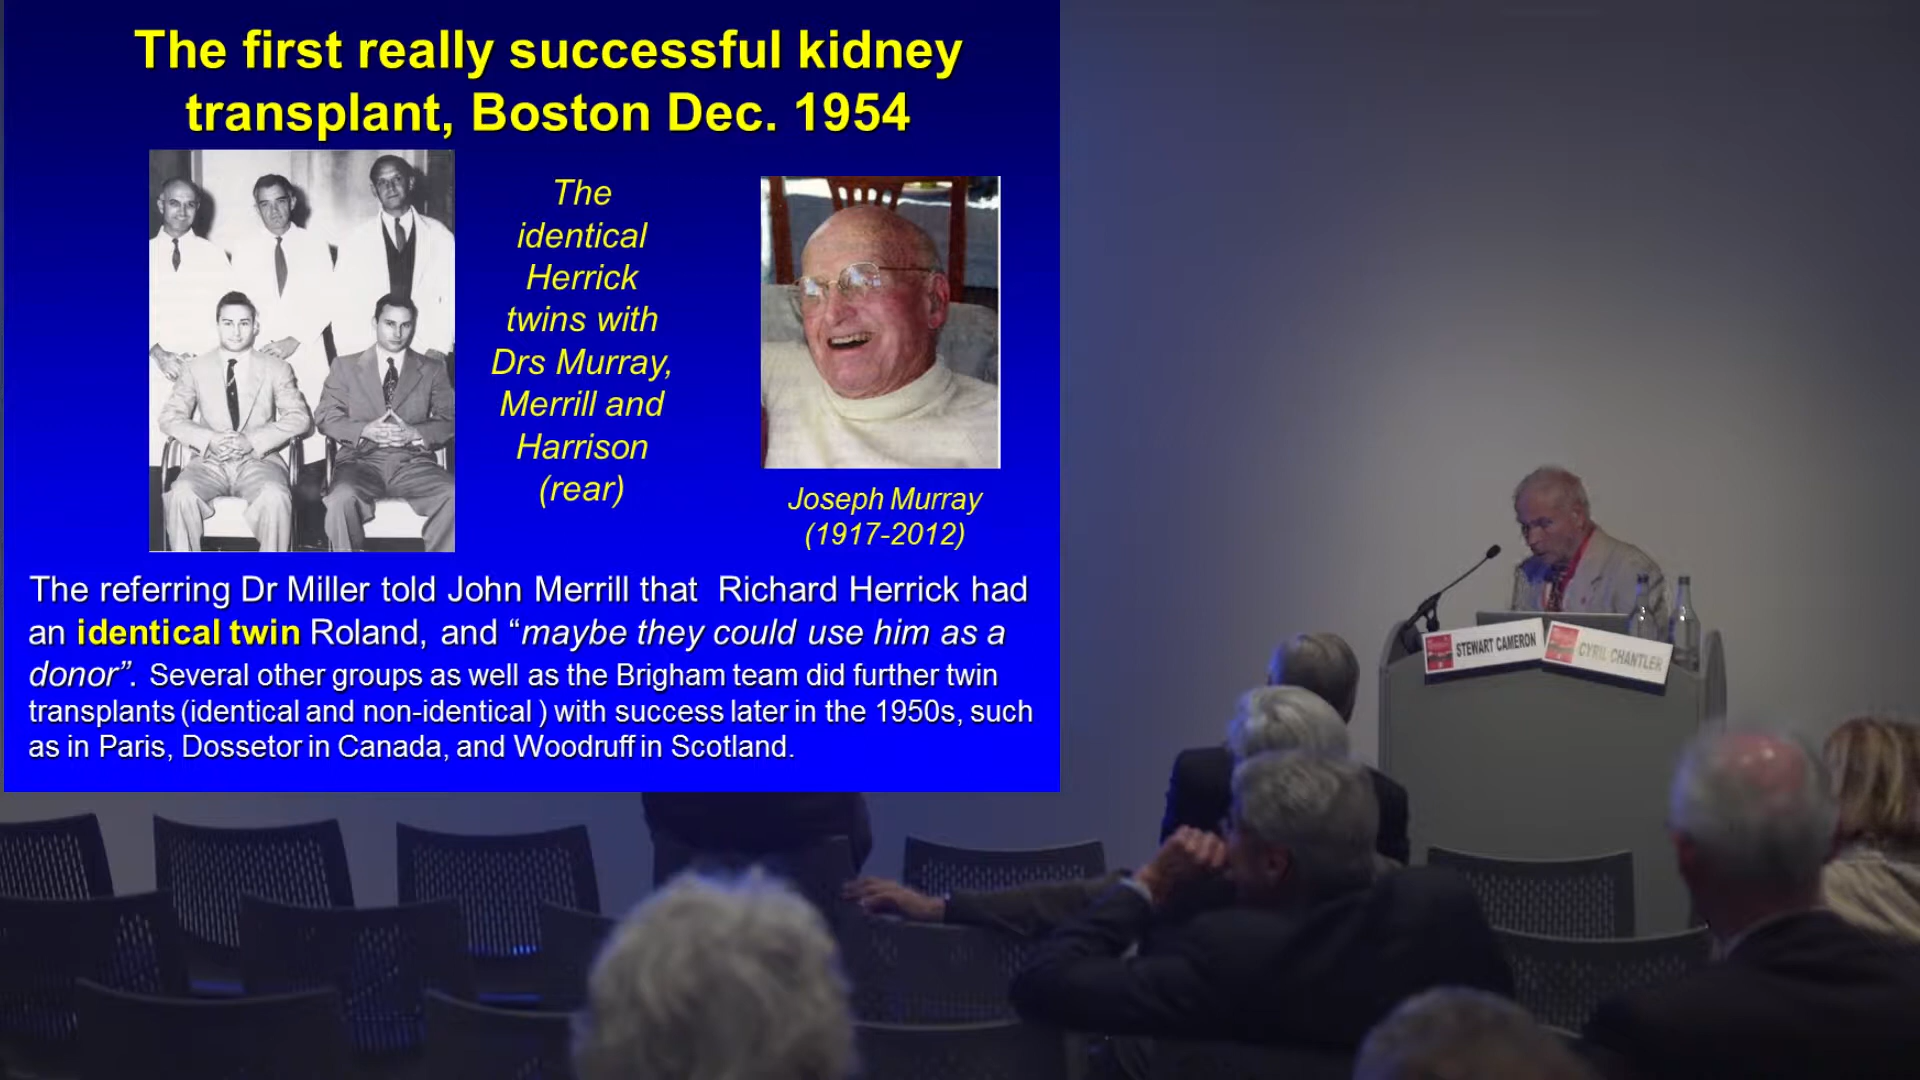 The first really successful kidney
transplant, Boston Dec. 1954
The
identical
Herrick
twins with
Drs Murray,
Merrill and
Harrison
(rear)
Joseph Murray
(1917-2012)
The referring Dr Miller told John Merrill that Richard Herrick had
an identical twin Roland, and “maybe they could use him as a
donor”. Several other groups as well as the Brigham team did further twin
transplants (identical and non-identical ) with success later in the 1950s, such
as in Paris, Dossetor in Canada, and Woodruff in Scotland.
STEWART CAMERON
CYRIL CHANTLER